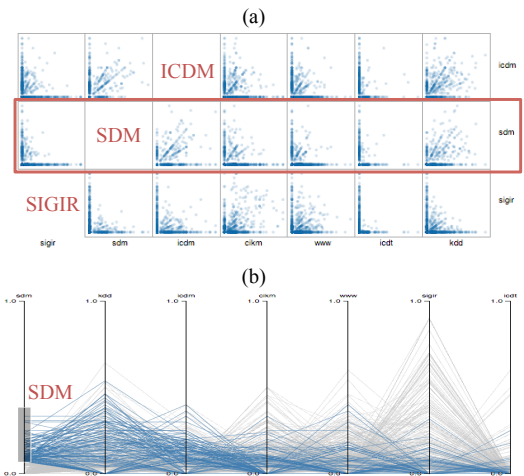 (a)
ICDM
icdm
SDM
sdm
SIGIR
sigir
sigir sdm icdm cikm www icdt kdd
(b)
sdm kdd icdm cikm www sigir icdt
1.0 1.0 1.0 1.0 1.0 1.0 1.0
SDM
0.0 0.0 0.0 0.0 0.0 0.0 0.0